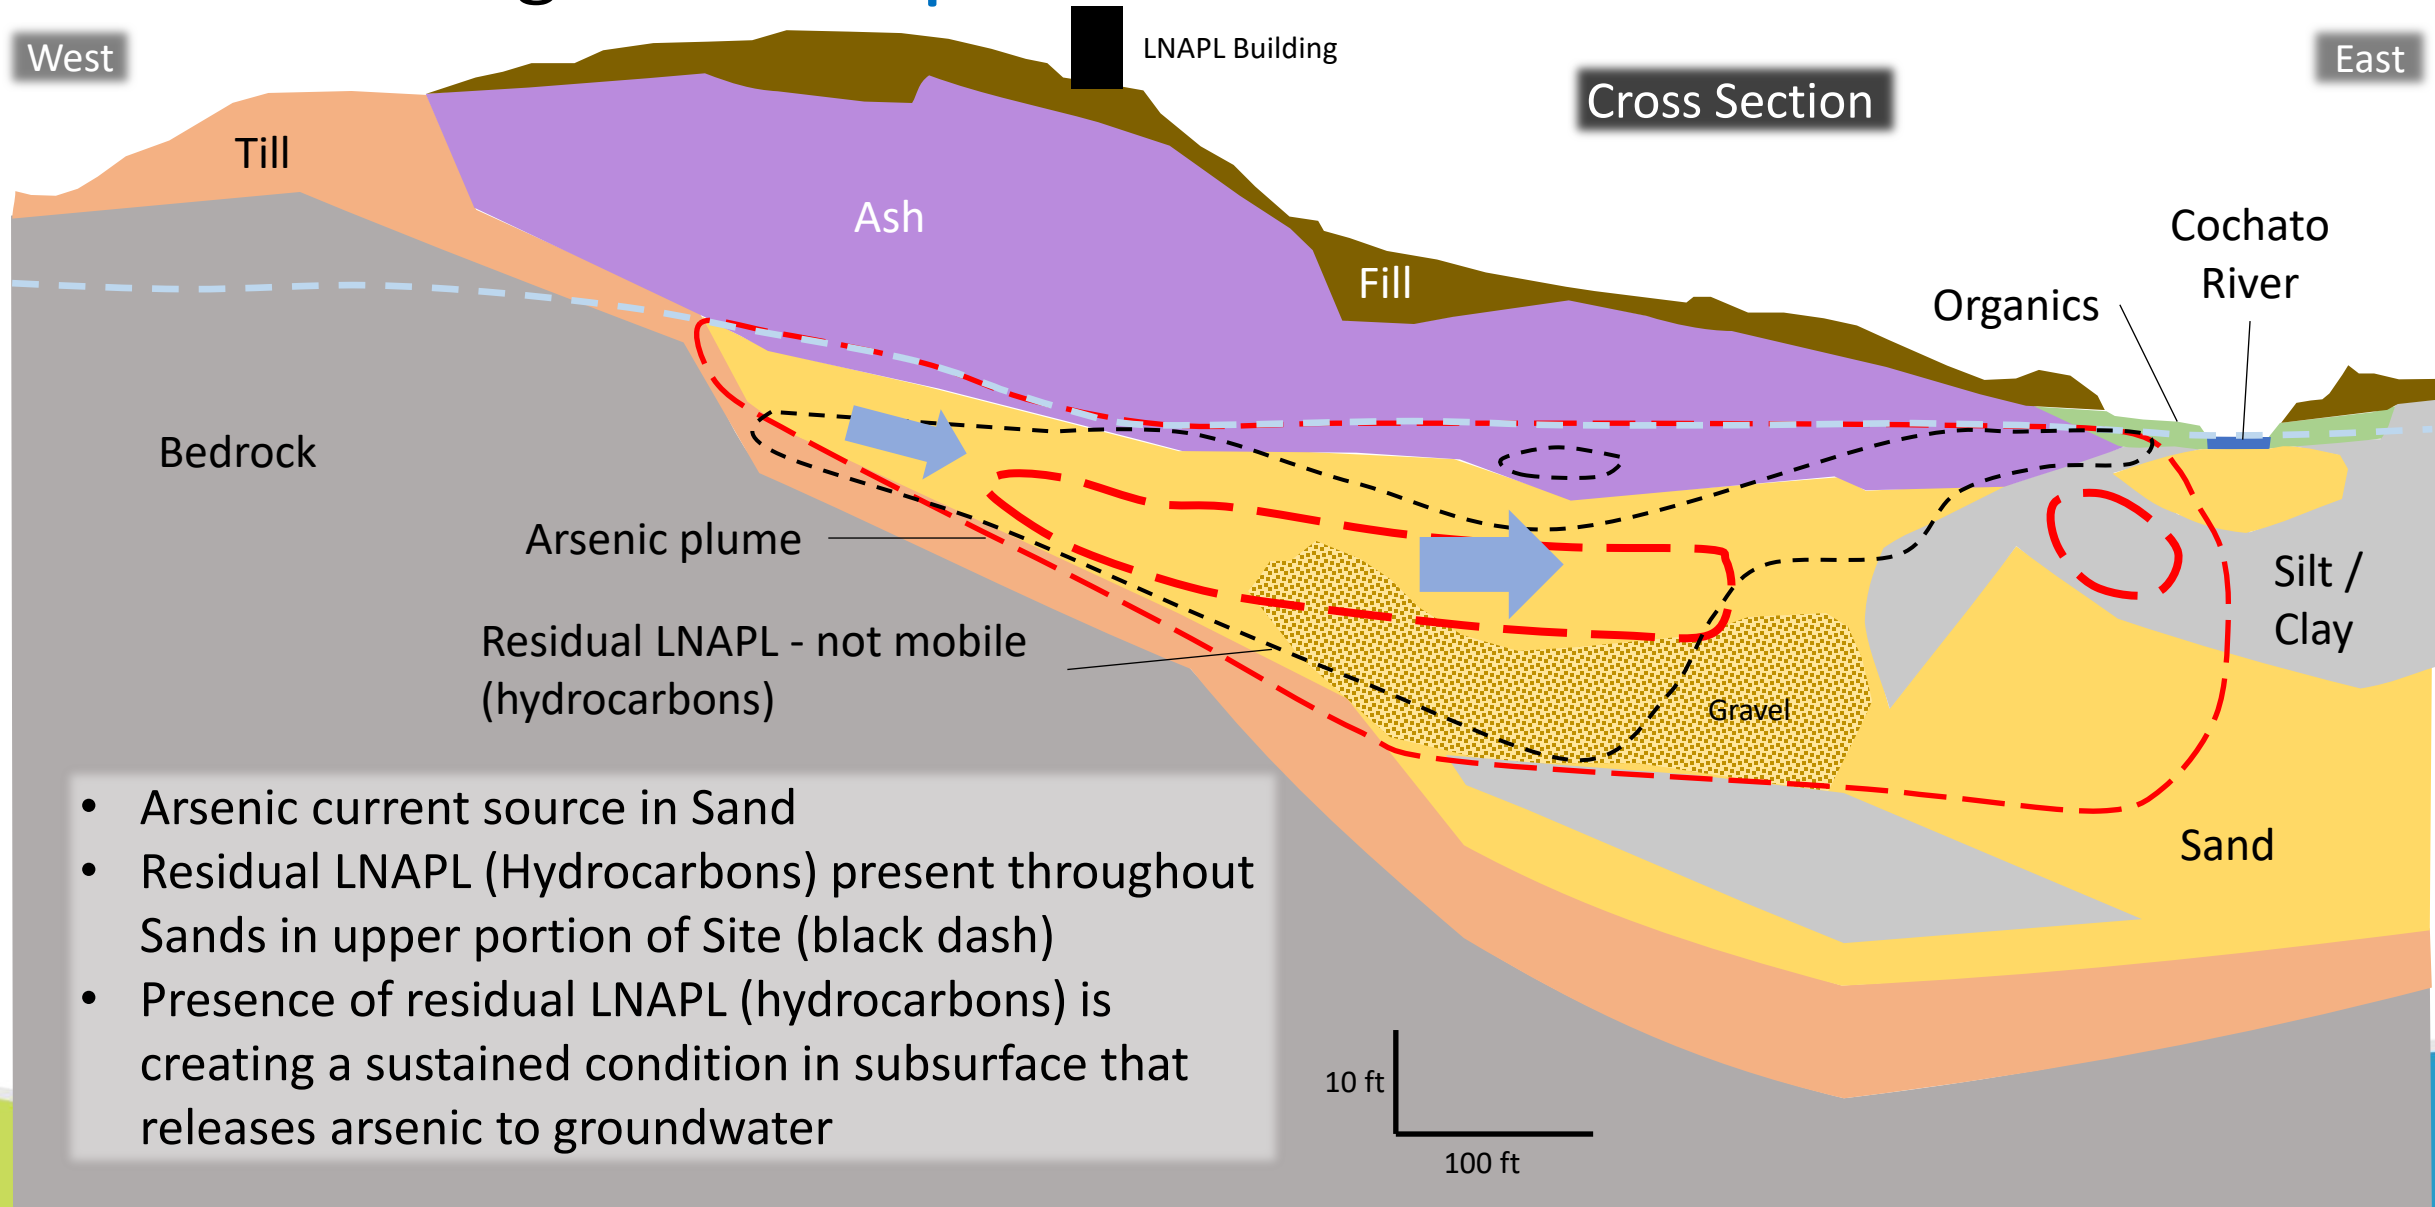 West
LNAPL Building
East
Cross Section
Till
Ash
Cochato
River
Fill
Organics
Bedrock
Arsenic plume
Silt /
Clay
Residual LNAPL - not mobile
(hydrocarbons)
Gravel
• Arsenic current source in Sand
• Residual LNAPL (Hydrocarbons) present throughout
Sands in upper portion of Site (black dash)
• Presence of residual LNAPL (hydrocarbons) is
creating a sustained condition in subsurface that
releases arsenic to groundwater
Sand
10 ft
100 ft